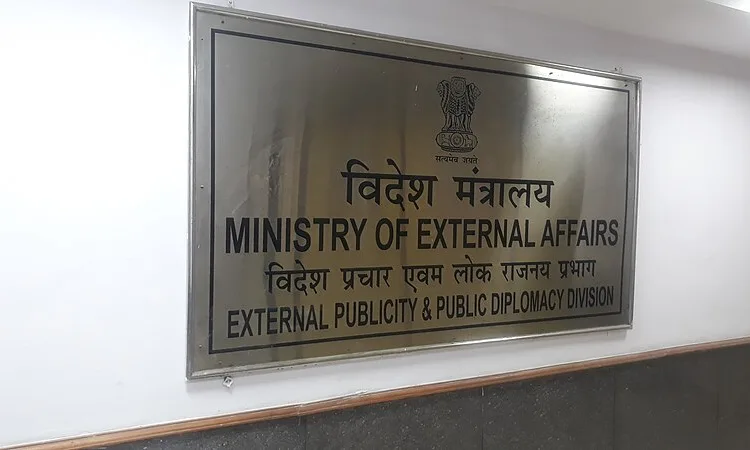 सत्यमेव जयते
विदेश मंत्रालय
MINISTRY OF EXTERNAL AFFAIRS
विदेश प्रचार एवम लोक राजनय प्रभाग
EXTERNAL PUBLICITY & PUBLIC DIPLOMACY DIVISION